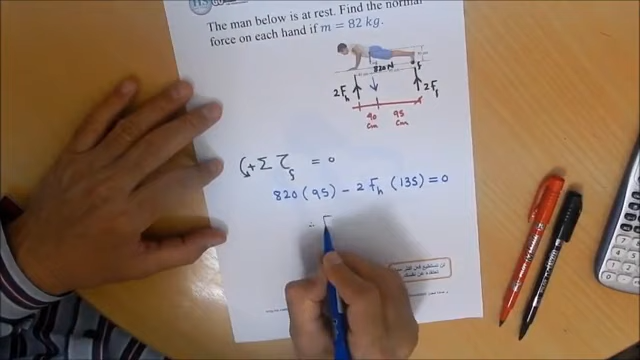 The man below is at rest. Find the normal
force on each hand if m = 82 kg.
820 N
f
2Fh
2Ff
40
cm
95
cm
+ Σ τf = 0
820 (95) - 2 Fh (135) = 0
∴ F